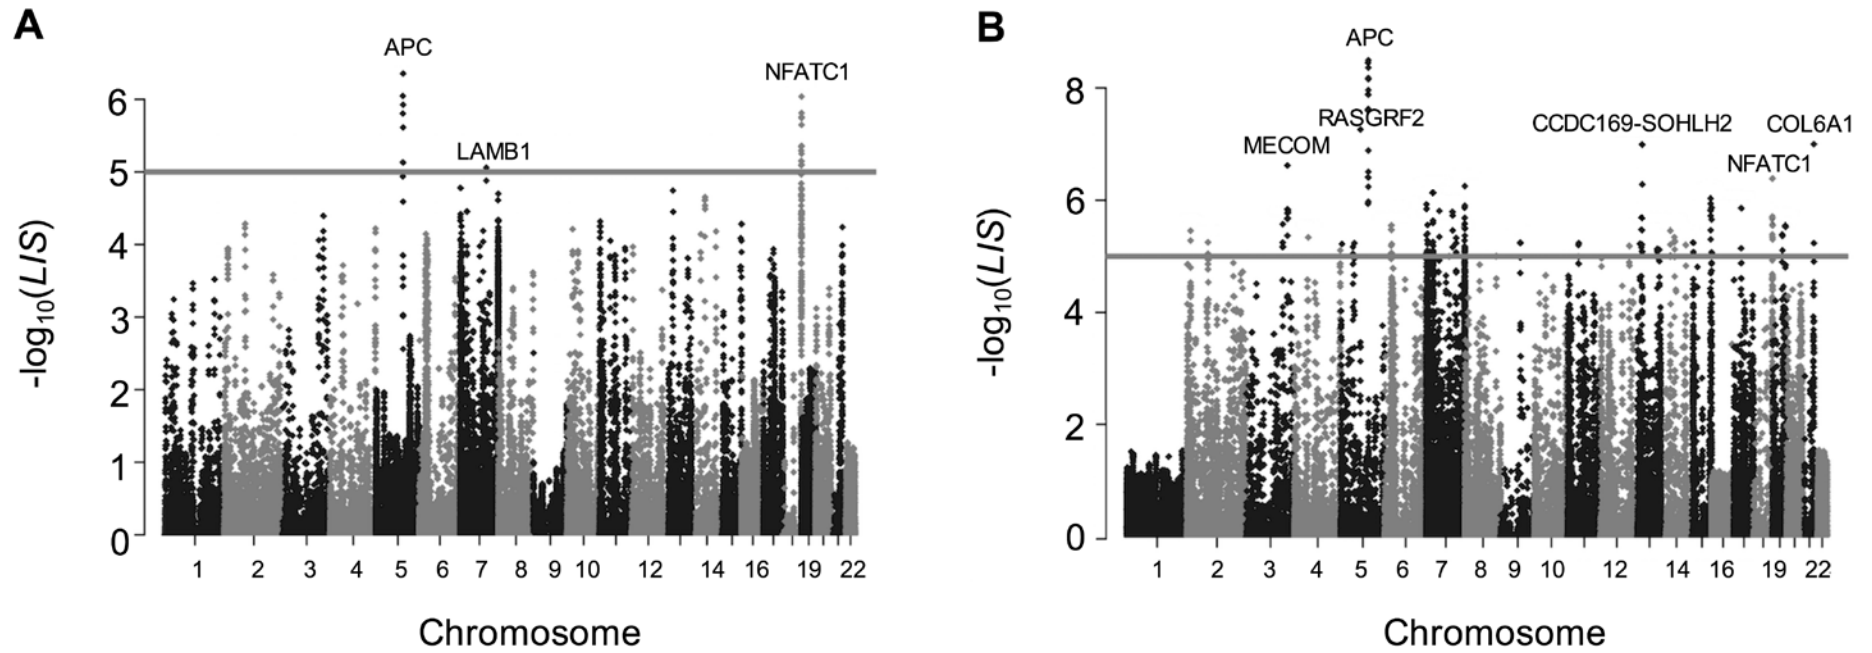 A
APC
NFATC1
LAMB1
6
5
4
3
2
1
0
-log10(LIS)
1 2 3 4 5 6 7 8 9 10 12 14 16 19 22
Chromosome
B
APC
RASGRF2
MECOM
CCDC169-SOHLH2
COL6A1
NFATC1
8
6
4
2
0
-log10(LIS)
1 2 3 4 5 6 7 8 9 10 12 14 16 19 22
Chromosome